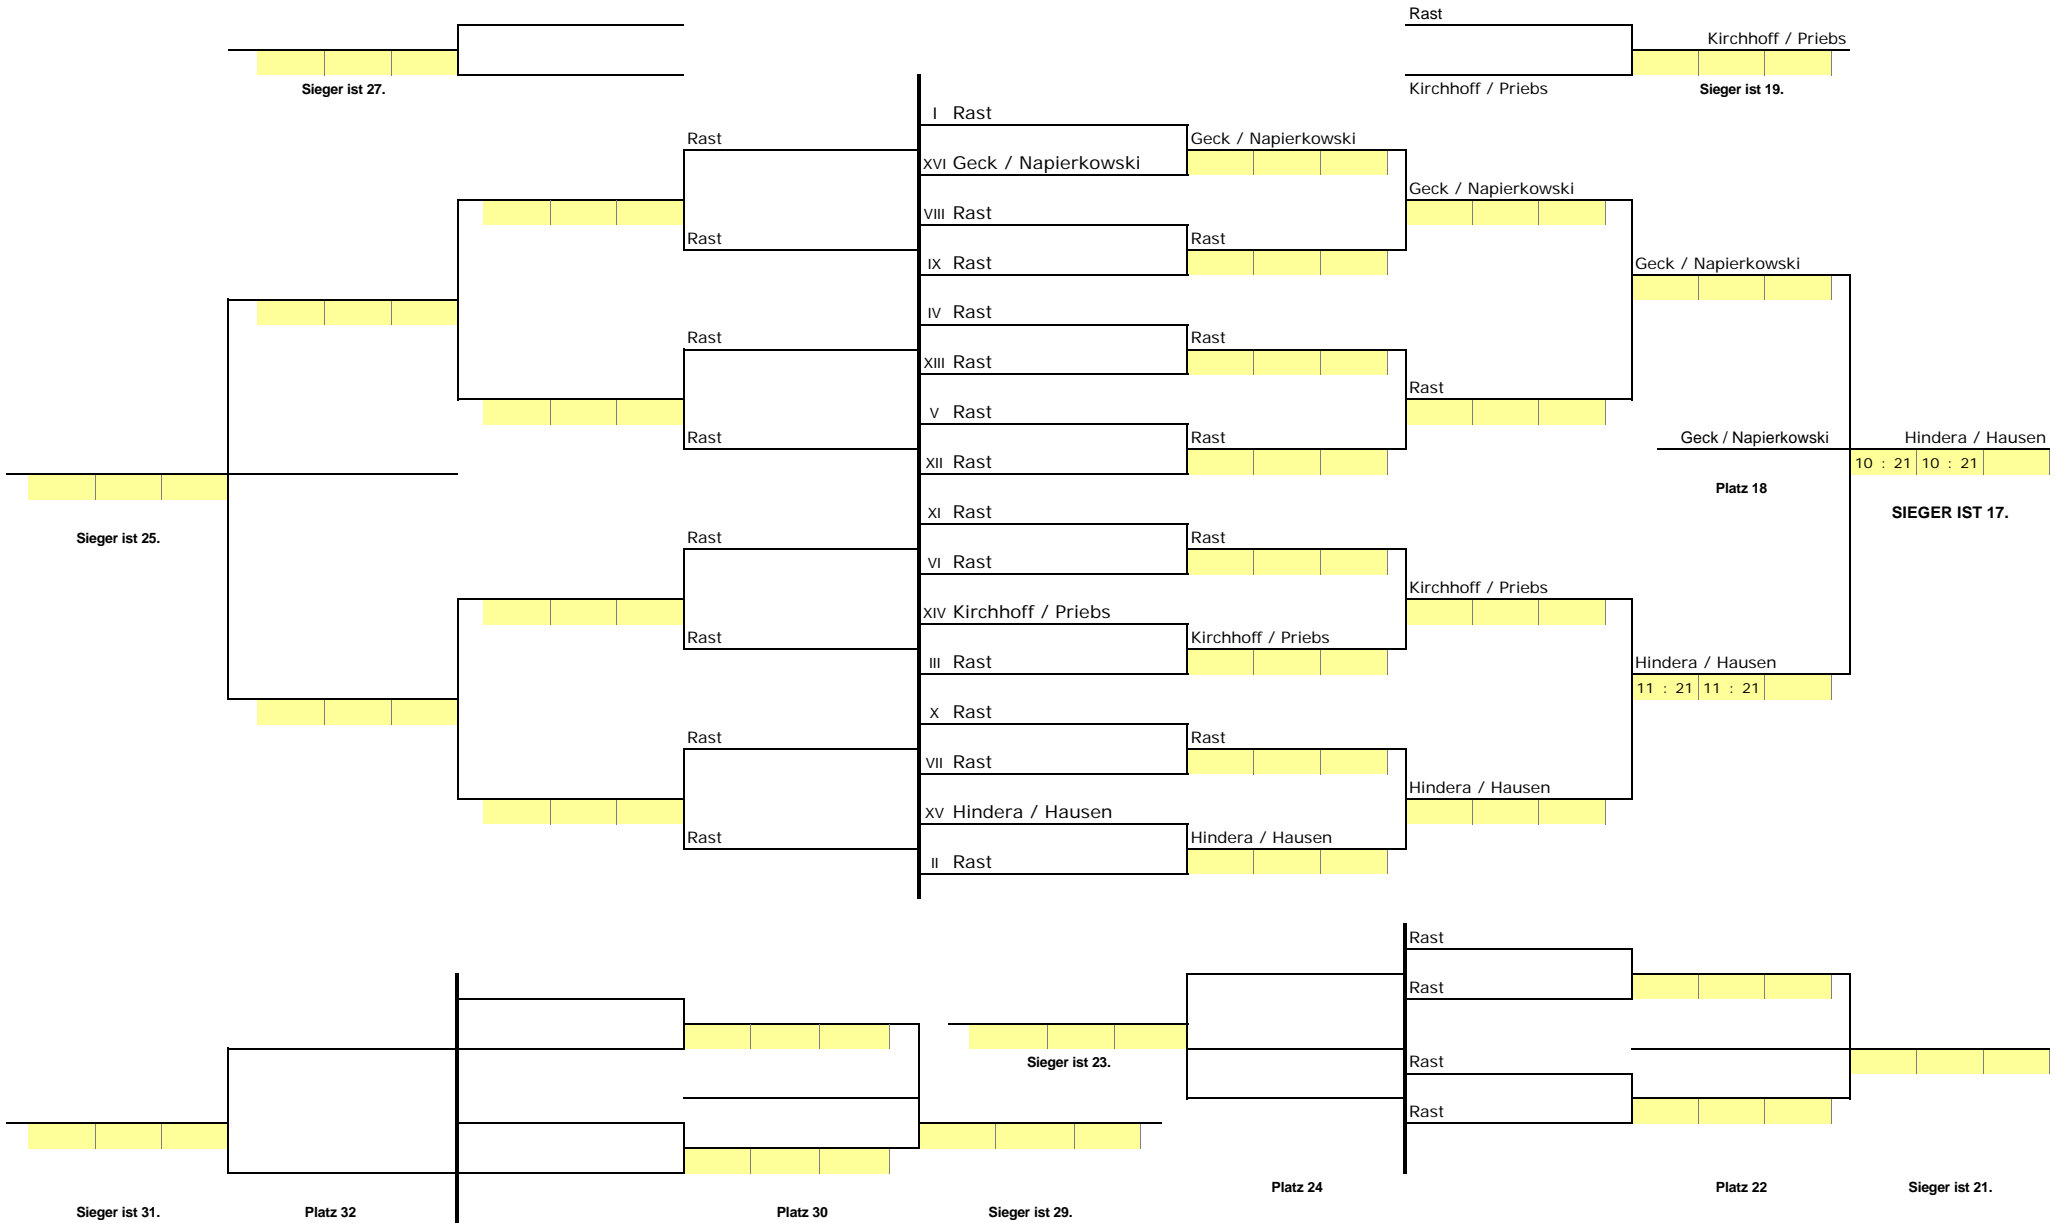 Rast
Kirchhoff / Priebs
Sieger ist 27.
Kirchhoff / Priebs
Sieger ist 19.
I Rast
Rast
Geck / Napierkowski
XVI Geck / Napierkowski
Geck / Napierkowski
VIII Rast
Rast
Rast
IX Rast
Geck / Napierkowski
IV Rast
Rast
Rast
XIII Rast
Rast
V Rast
Rast
Rast
Geck / Napierkowski
Hindera / Hausen
XII Rast
10 : 21 10 : 21
Platz 18
XI Rast
SIEGER IST 17.
Sieger ist 25.
Rast
Rast
VI Rast
Kirchhoff / Priebs
XIV Kirchhoff / Priebs
Rast
Kirchhoff / Priebs
III Rast
Hindera / Hausen
11 : 21 11 : 21
X Rast
Rast
Rast
VII Rast
Hindera / Hausen
XV Hindera / Hausen
Rast
Hindera / Hausen
II Rast
Rast
Rast
Sieger ist 23.
Rast
Rast
Platz 24
Platz 22
Sieger ist 21.
Sieger ist 31.
Platz 32
Platz 30
Sieger ist 29.